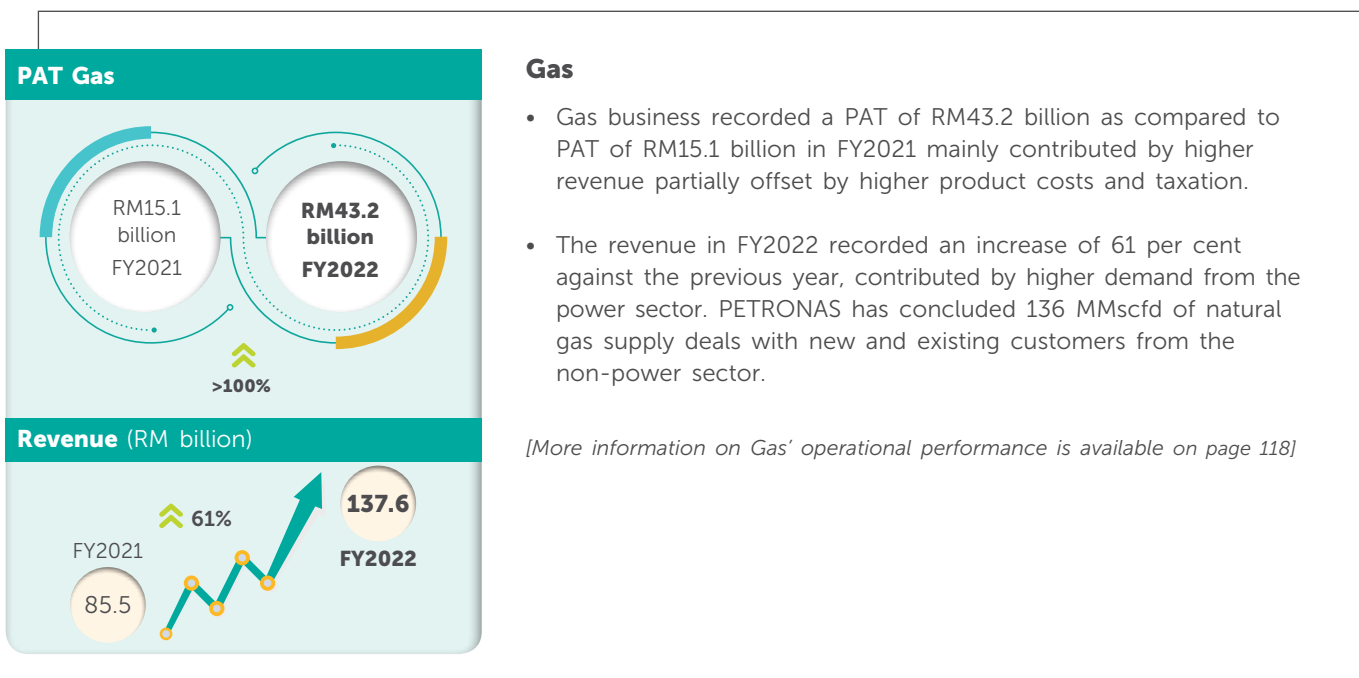 PAT Gas
RM15.1
billion
FY2021
RM43.2
billion
FY2022
>100%
Revenue (RM billion)
61%
FY2021
85.5
137.6
FY2022
Gas
• Gas business recorded a PAT of RM43.2 billion as compared to
PAT of RM15.1 billion in FY2021 mainly contributed by higher
revenue partially offset by higher product costs and taxation.
• The revenue in FY2022 recorded an increase of 61 per cent
against the previous year, contributed by higher demand from the
power sector. PETRONAS has concluded 136 MMscfd of natural
gas supply deals with new and existing customers from the
non-power sector.
[More information on Gas’ operational performance is available on page 118]